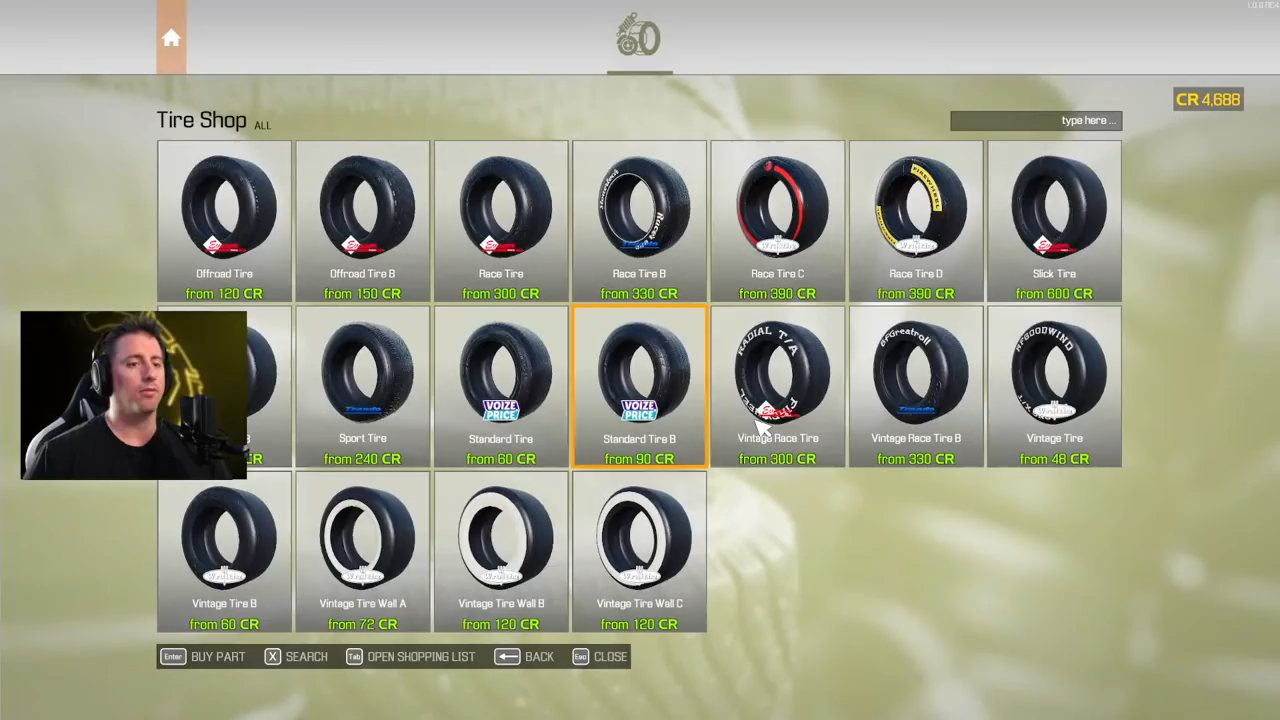 1.0.0 RC4
CR 4,688
Tire Shop ALL
type here ...
Offroad Tire
from 120 CR
Offroad Tire B
from 150 CR
Race Tire
from 300 CR
Race Tire B
from 330 CR
Race Tire C
from 390 CR
FIREWHEEL
Race Tire D
from 390 CR
Slick Tire
from 600 CR
Sport Tire
from 240 CR
VOIZE PRICE
Standard Tire
from 60 CR
VOIZE PRICE
Standard Tire B
from 90 CR
RADIAL T/A
Vintage Race Tire
from 300 CR
BFGreatroll
Vintage Race Tire B
from 330 CR
Vintage Tire
from 48 CR
Vintage Tire B
from 60 CR
Vintage Tire Wall A
from 72 CR
Vintage Tire Wall B
from 120 CR
Vintage Tire Wall C
from 120 CR
Enter BUY PART X SEARCH Tab OPEN SHOPPING LIST BACK Esc CLOSE